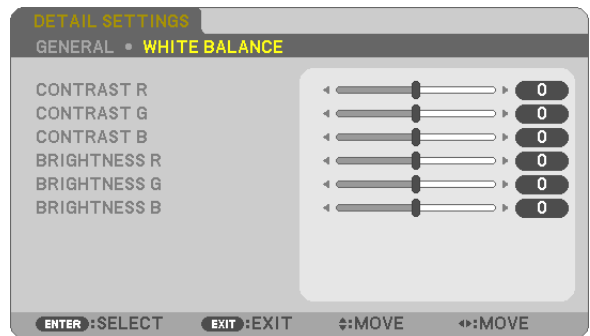 DETAIL SETTINGS
GENERAL • WHITE BALANCE
CONTRAST R 0
CONTRAST G 0
CONTRAST B 0
BRIGHTNESS R 0
BRIGHTNESS G 0
BRIGHTNESS B 0
ENTER :SELECT EXIT :EXIT :MOVE :MOVE